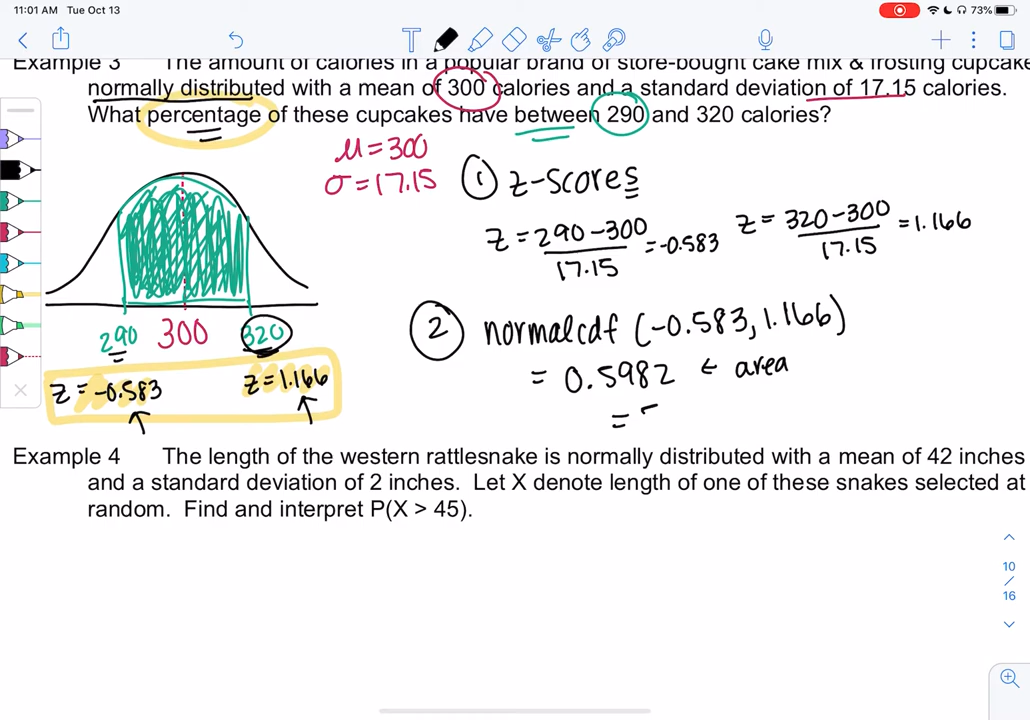 11:01 AM Tue Oct 13
73%
Example 3 The amount of calories in a popular brand of store-bought cake mix & frosting cupcake
normally distributed with a mean of 300 calories and a standard deviation of 17.15 calories.
What percentage of these cupcakes have between 290 and 320 calories?
μ = 300
σ = 17.15
① z-scores
z = 290 - 300 / 17.15 = -0.583
z = 320 - 300 / 17.15 = 1.166
290 300 320
z = -0.583 z = 1.166
② normalcdf (-0.583, 1.166)
= 0.5982 ← area
=
Example 4 The length of the western rattlesnake is normally distributed with a mean of 42 inches
and a standard deviation of 2 inches. Let X denote length of one of these snakes selected at
random. Find and interpret P(X > 45).
10
/
16